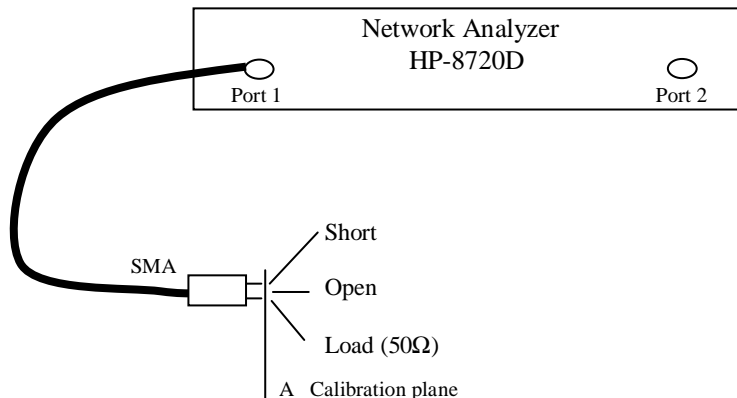 Network Analyzer
HP-8720D
Port 1
Port 2
Short
SMA
Open
Load (50Ω)
A Calibration plane